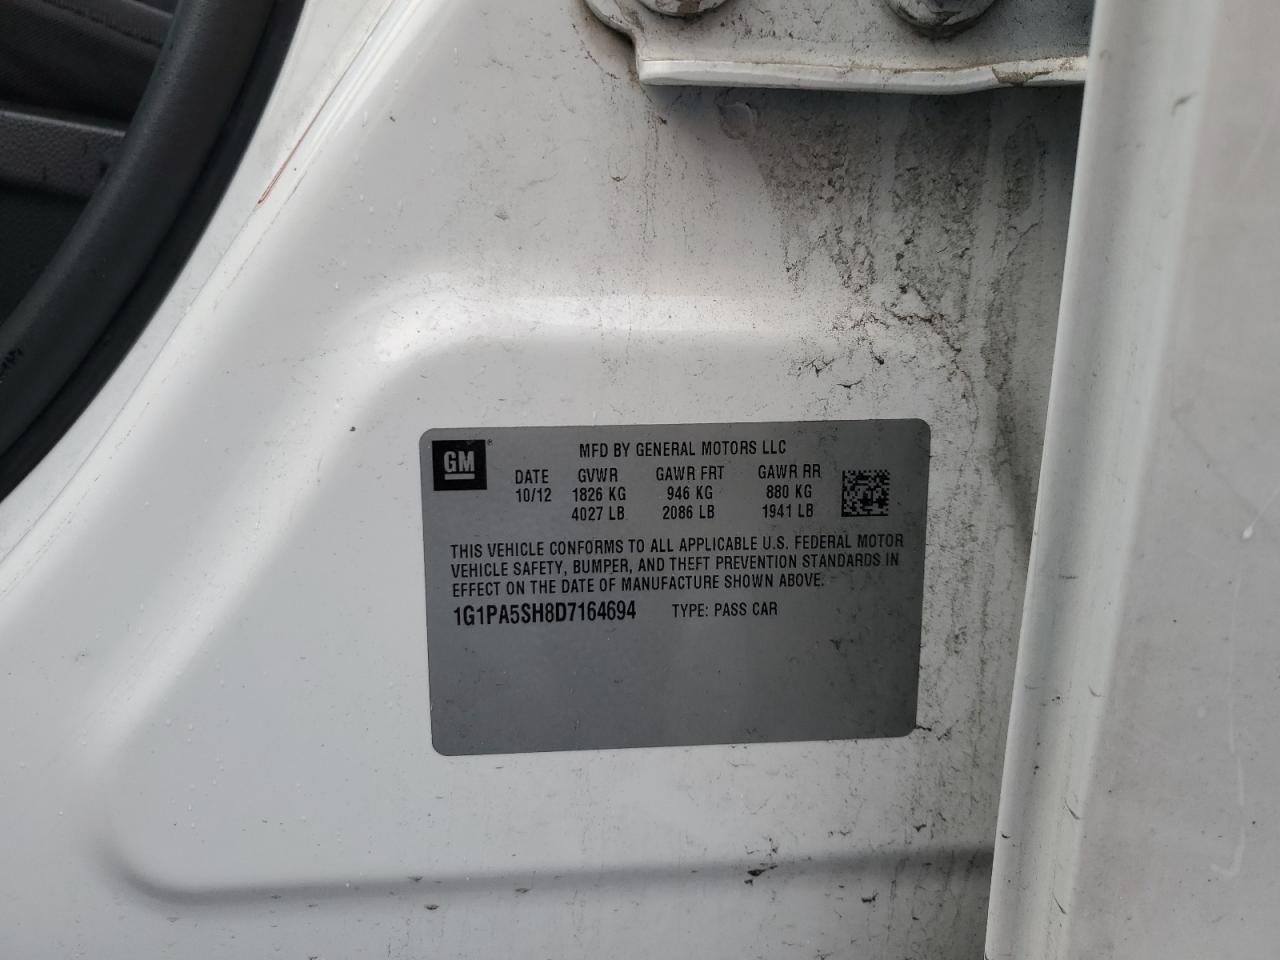 GM®
MFD BY GENERAL MOTORS LLC
DATE GVWR GAWR FRT GAWR RR
10/12 1826 KG 946 KG 880 KG
4027 LB 2086 LB 1941 LB
THIS VEHICLE CONFORMS TO ALL APPLICABLE U.S. FEDERAL MOTOR
VEHICLE SAFETY, BUMPER, AND THEFT PREVENTION STANDARDS IN
EFFECT ON THE DATE OF MANUFACTURE SHOWN ABOVE.
1G1PA5SH8D7164694 TYPE: PASS CAR